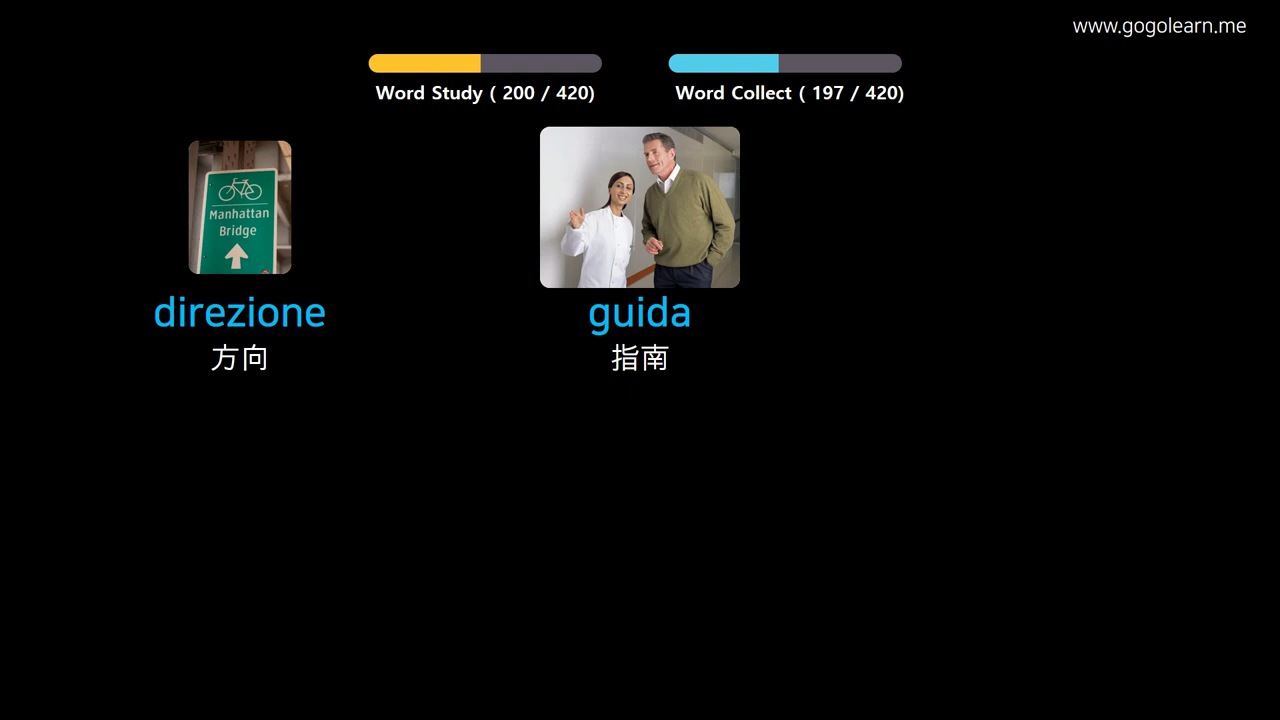 www.gogolearn.me
Word Study ( 200 / 420)
Word Collect ( 197 / 420)
Manhattan
Bridge
direzione
方向
guida
指南